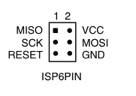 1 2
MISO VCC
SCK MOSI
RESET GND
ISP6PIN